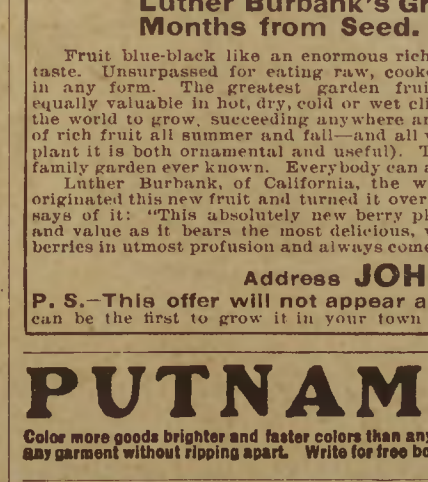 Luther Burbank's Gr
Months from Seed.
Fruit blue-black like an enormous rich
taste. Unsurpassed for eating raw, cook
in any form. The greatest garden frui
equally valuable in hot, dry, cold or wet cli
the world to grow, succeeding anywhere a
of rich fruit all summer and fall—and all
plant it is both ornamental and useful). T
family garden ever known. Everybody can a
Luther Burbank, of California, the w
originated this new fruit and turned it over
says of it: "This absolutely new berry pl
and value as it bears the most delicious,
berries in utmost profusion and always come
Address JOH
P. S.—This offer will not appear a
can be the first to grow it in your town
PUTNAM
Color more goods brighter and faster colors than any
any garment without ripping apart. Write for free bo